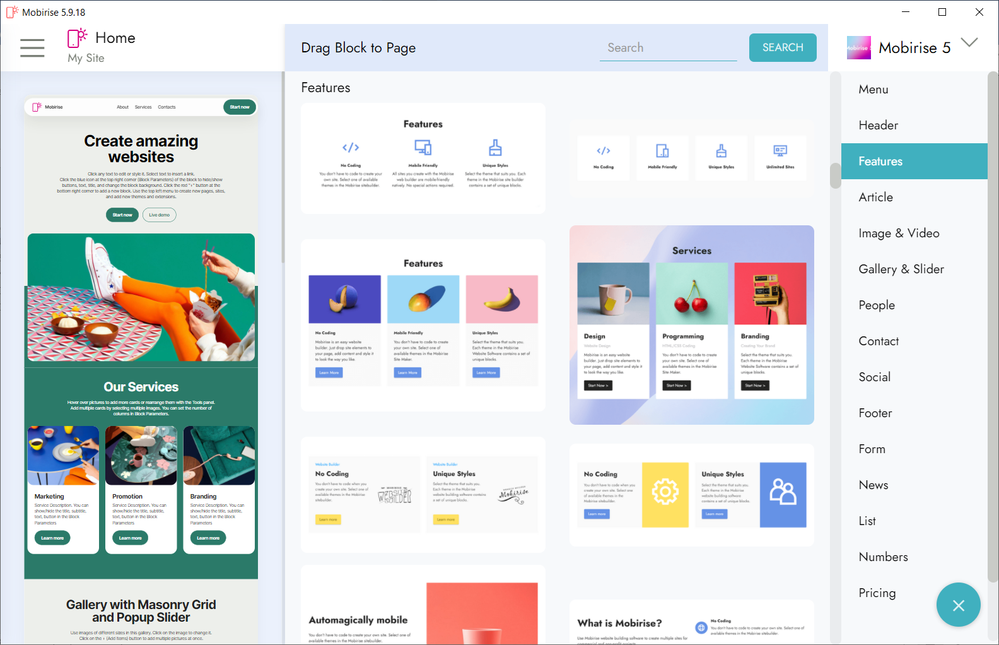 Mobirise 5.9.18
Home
My Site
Drag Block to Page
Search
SEARCH
Mobirise 5
Mobirise
About
Services
Contacts
Start now
Create amazing
websites
Click any text to edit or style it. Select text to insert a link.
Click the blue icon at the top right corner (Block Parameters) of the block to hide/show
buttons, text, title, and change the block background. Click the red "+" button at the
bottom right corner to add a new block. Use the top left menu to create new pages, sites,
and add new themes and extensions.
Start now
Live demo
Our Services
Hover over pictures to add more cards or rearrange them with the Tools panel.
Add multiple cards by selecting multiple images. You can set the number of
columns in Block Parameters.
Marketing
Service Description. You can
show/hide the title, subtitle,
text, button in the Block
Parameters
Learn more
Promotion
Service Description. You can
show/hide the title, subtitle,
text, button in the Block
Parameters
Learn more
Branding
Service Description. You can
show/hide the title, subtitle,
text, button in the Block
Parameters
Learn more
Gallery with Masonry Grid
and Popup Slider
Use images of different sizes in this gallery. Click on the image to change it.
Click on the + (Add Items) button to add multiple pictures at once.
Features
Features
No Coding
You don't have to code to create your
own site. Select one of available
themes in the Mobirise sitebuilder.
Mobile Friendly
All sites you create with the Mobirise
web builder are mobile-friendly
natively. No special actions required.
Unique Styles
Select the theme that suits you. Each
theme in the Mobirise site builder
contains a set of unique blocks.
No Coding
Mobile Friendly
Unique Styles
Unlimited Sites
Features
No Coding
Mobirise is an easy website
builder. Just drop site elements to
your page, add content and style it
to look the way you like.
Learn More
Mobile Friendly
You don't have to code to create
your own site. Select one of
available themes in the Mobirise
Site Maker.
Learn More
Unique Styles
Select the theme that suits you.
Each theme in the Mobirise
Website Software contains a set of
unique blocks.
Learn More
Services
Design
Website Design
Mobirise is an easy website
builder. Just drop site elements to
your page, add content and style it
to look the way you like.
Start Now >
Programming
HTML/CSS Coding
You don't have to code to create
your own site. Select one of
available themes in the Mobirise
Site Maker.
Start Now >
Branding
Creating Your Brand
Select the theme that suits you.
Each theme in the Mobirise
Website Software contains a set of
unique blocks.
Start Now >
Website Builder
No Coding
You don't have to code when you
create your own site. Select one of
available themes in the Mobirise
sitebuilder.
Learn more
MOBIRISE
WEBSITE
BUILDER
Website Builder
Unique Styles
Select the theme that suits you.
Each theme in the Mobirise
website building software contains
a set of unique blocks.
Learn more
Mobirise
No Coding
You don't have to code when you
create your own site. Select one
of available themes in the
Mobirise sitebuilder.
Learn more
Unique Styles
Select the theme that suits you.
Each theme in the Mobirise
website building software
contains a set of unique blocks.
Learn more
Automagically mobile
You don't have to code to create your own site. Select one of
available themes in the Mobirise sitebuilder.
What is Mobirise?
Use Mobirise website building software to create multiple sites for
commercial and non-profit projects.
No Coding
You don't have to code to create your own site. Select one of
available themes in the Mobirise sitebuilder.
Menu
Header
Features
Article
Image & Video
Gallery & Slider
People
Contact
Social
Footer
Form
News
List
Numbers
Pricing